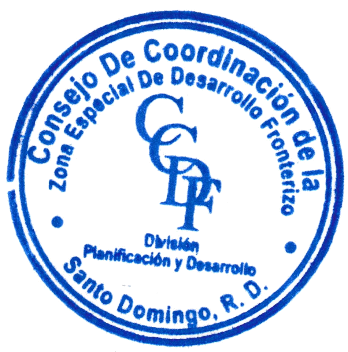 Consejo De Coordinación de la
Zona Especial De Desarrollo Fronterizo
CCDF
División
Planificación y Desarrollo
Santo Domingo, R. D.